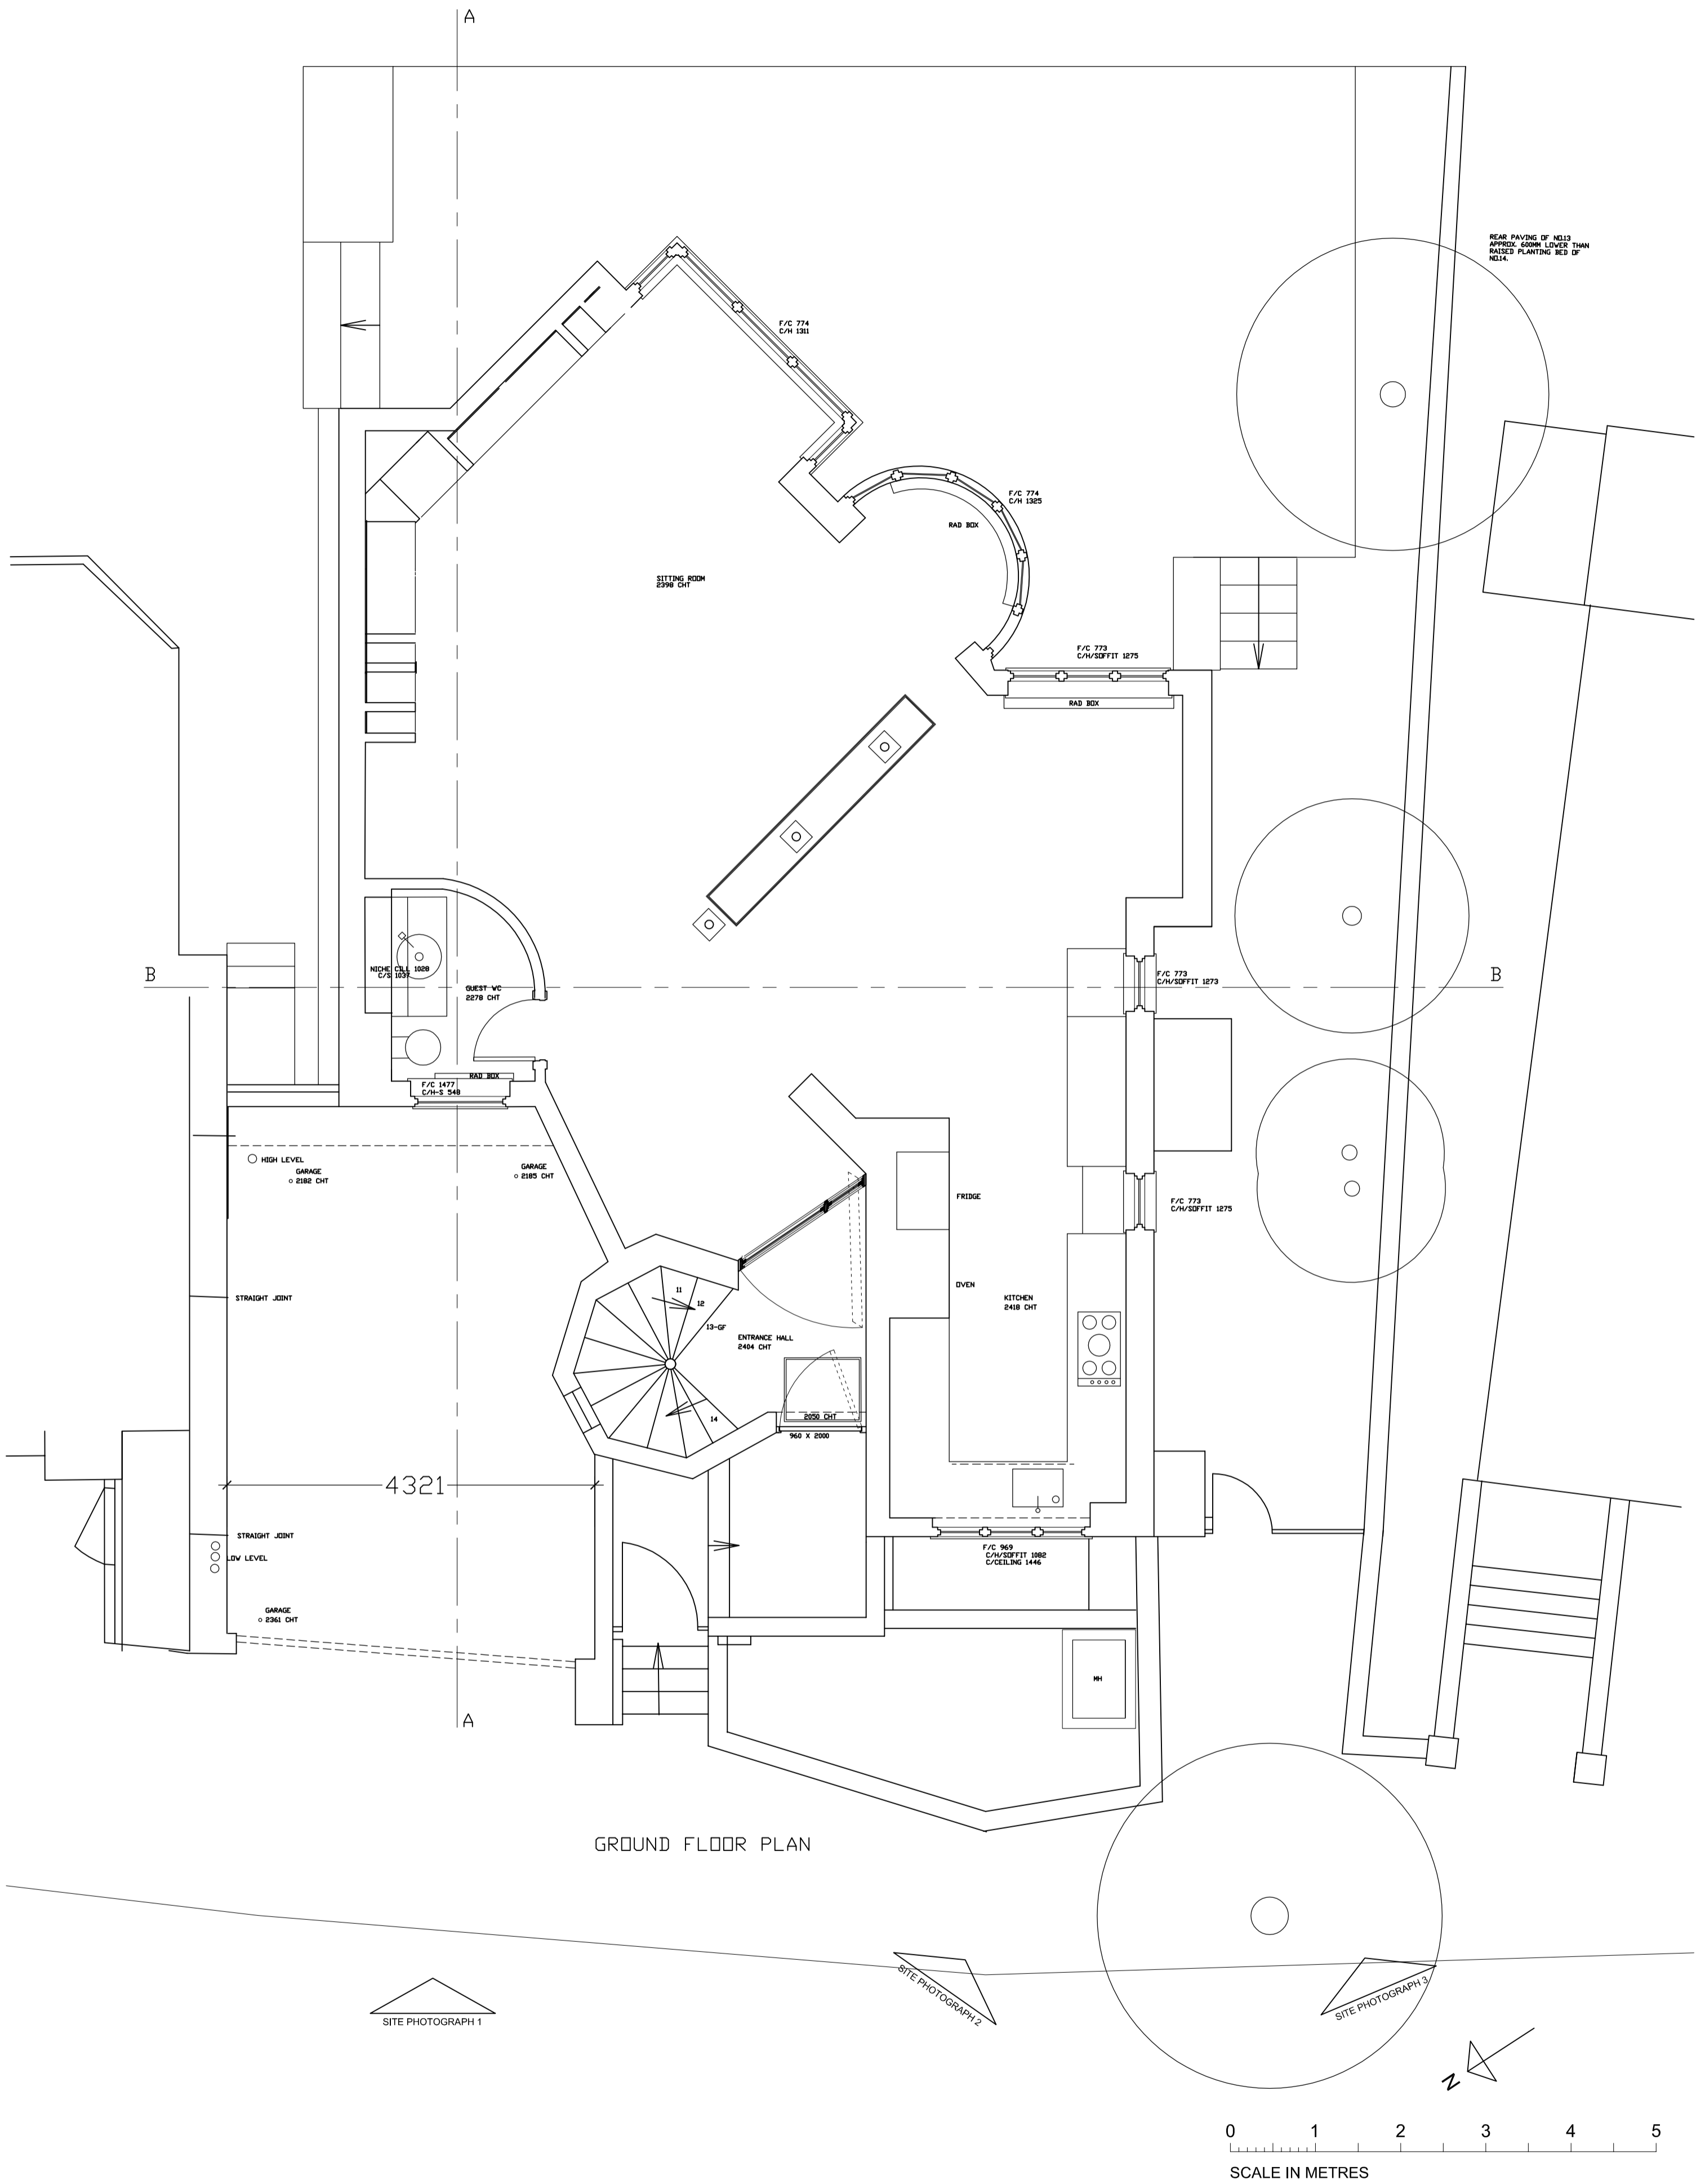 A
REAR PAVING OF NO.13
APPROX. 600MM LOWER THAN
RAISED PLANTING BED OF
NO.14.
F/C 774
C/H 1311
F/C 774
C/H 1325
RAD BOX
SITTING ROOM
2398 CHT
F/C 773
C/H/SOFFIT 1275
RAD BOX
B
NICHE CILL 1028
C/S 1037
GUEST WC
2278 CHT
F/C 773
C/H/SOFFIT 1273
B
RAD BOX
F/C 1477
C/H-S 548
HIGH LEVEL
GARAGE
2182 CHT
GARAGE
2185 CHT
FRIDGE
F/C 773
C/H/SOFFIT 1275
OVEN
KITCHEN
2418 CHT
STRAIGHT JOINT
11
12
13-GF
ENTRANCE HALL
2404 CHT
14
2050 CHT
960 X 2000
4321
STRAIGHT JOINT
LOW LEVEL
F/C 969
C/H/SOFFIT 1082
C/CEILING 1446
GARAGE
2361 CHT
MH
A
GROUND FLOOR PLAN
SITE PHOTOGRAPH 1
SITE PHOTOGRAPH 2
SITE PHOTOGRAPH 3
N
0 1 2 3 4 5
SCALE IN METRES